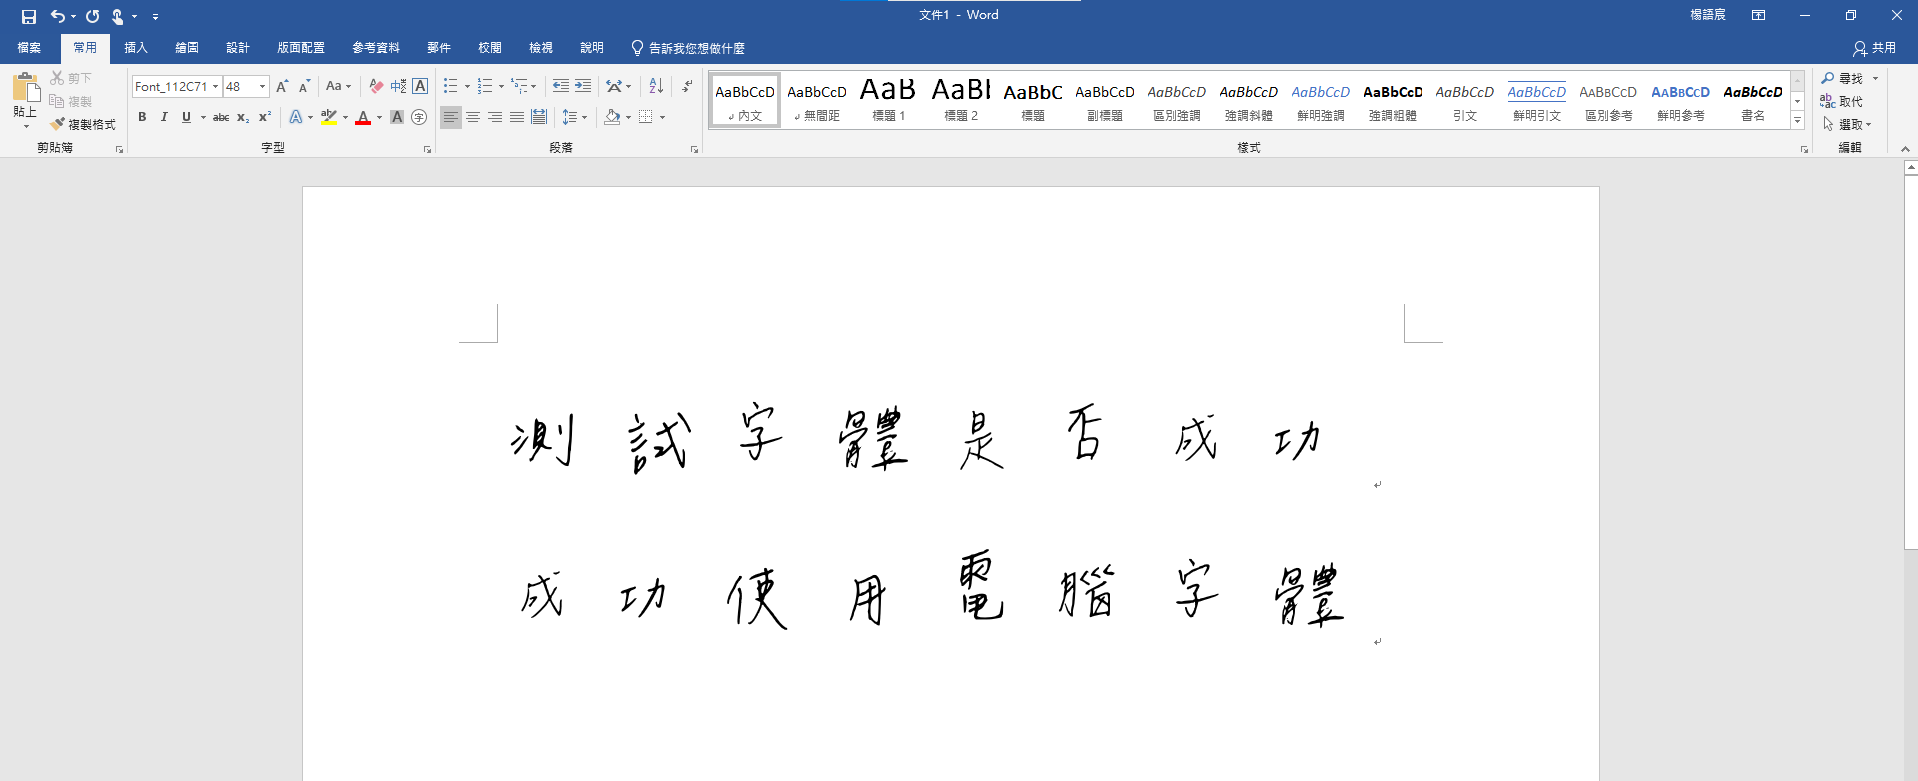 文件1 - Word
楊語宸
檔案 常用 插入 繪圖 設計 版面配置 參考資料 郵件 校閱 檢視 說明 告訴我您想做什麼 共用
貼上 剪下 複製 複製格式
Font_112C71 48
AaBbCcD AaBbCcD AaB AaBl AaBbC AaBbCcD AaBbCcD AaBbCcD AaBbCcD AaBbCcD AaBbCcD AaBbCcD AaBbCcD AaBbCcD AaBbCcD
內文 無間距 標題 1 標題 2 標題 副標題 區別強調 強調斜體 鮮明強調 強調粗體 引文 鮮明引文 區別參考 鮮明參考 書名
尋找 取代 選取
剪貼簿 字型 段落 樣式 編輯
測試字體是否成功
成功使用電腦字體